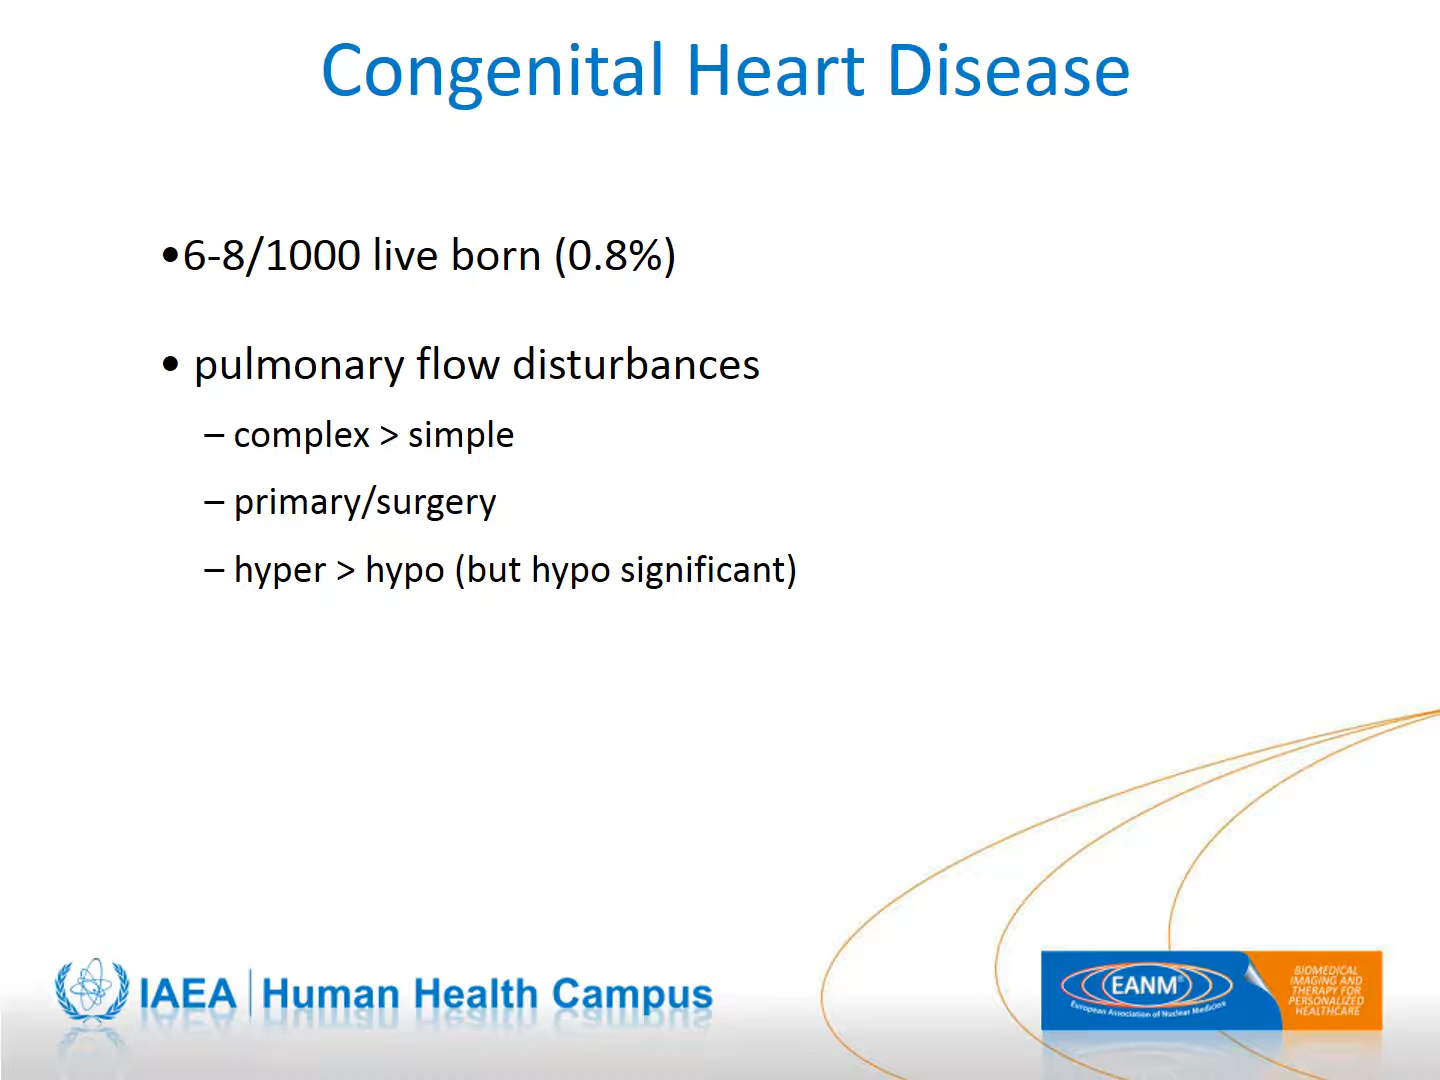 Congenital Heart Disease
•6-8/1000 live born (0.8%)
• pulmonary flow disturbances
– complex > simple
– primary/surgery
– hyper > hypo (but hypo significant)
IAEA | Human Health Campus
EANM®
European Association of Nuclear Medicine
BIOMEDICAL
IMAGING AND
THERAPY FOR
PERSONALIZED
HEALTHCARE